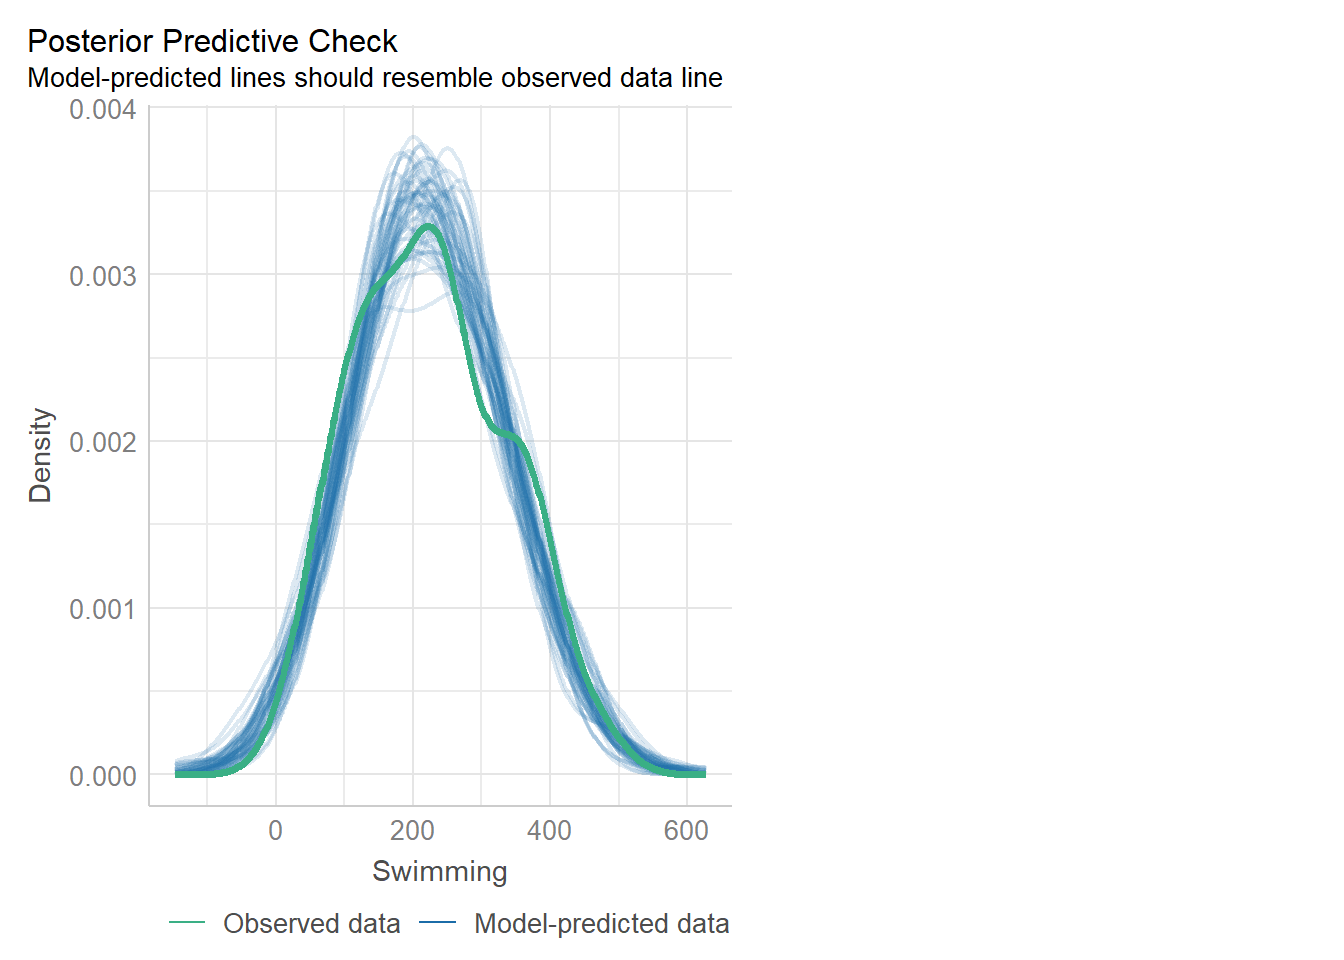 Posterior Predictive Check
Model-predicted lines should resemble observed data line
0.004
0.003
0.002
0.001
0.000
Density
0 200 400 600
Swimming
Observed data Model-predicted data